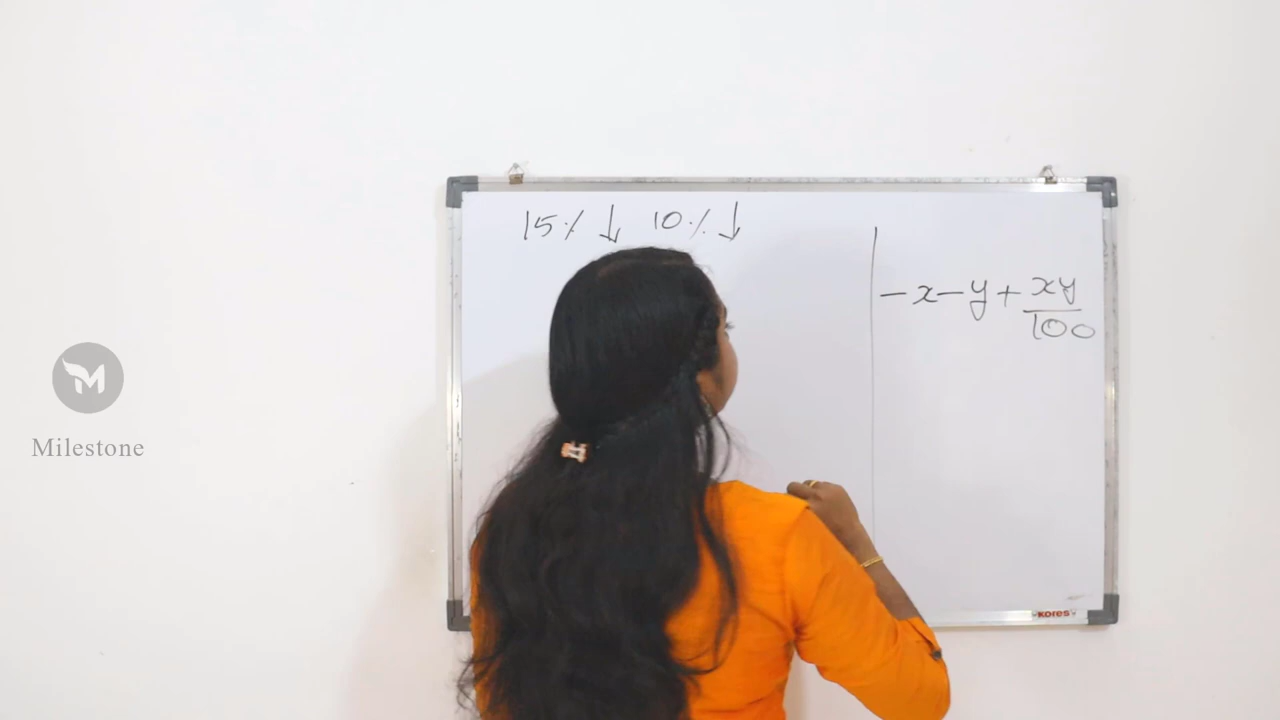 15% ↓ 10% ↓
-x-y+xy/100
KORES
Milestone